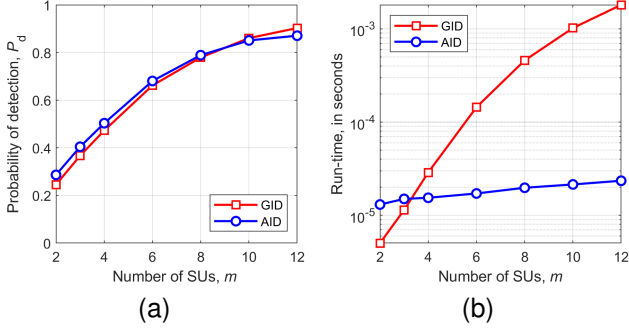 Probability of detection, P_d
1
0.8
0.6
0.4
0.2
0
2 4 6 8 10 12
Number of SUs, m
GID
AID
(a)
Run-time, in seconds
10^-3
10^-4
10^-5
2 4 6 8 10 12
Number of SUs, m
GID
AID
(b)